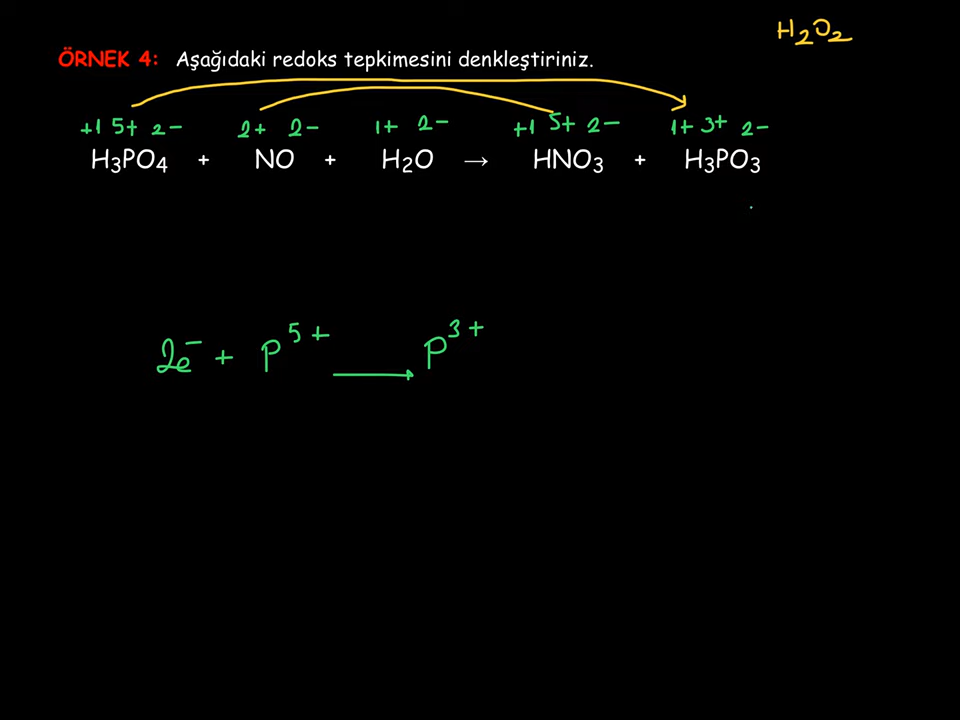 H₂O₂
ÖRNEK 4: Aşağıdaki redoks tepkimesini denkleştiriniz.
+1 5+ 2− 2+ 2− 1+ 2− +1 5+ 2− 1+ 3+ 2−
H₃PO₄ + NO + H₂O → HNO₃ + H₃PO₃
2e⁻ + P⁵⁺ → P³⁺